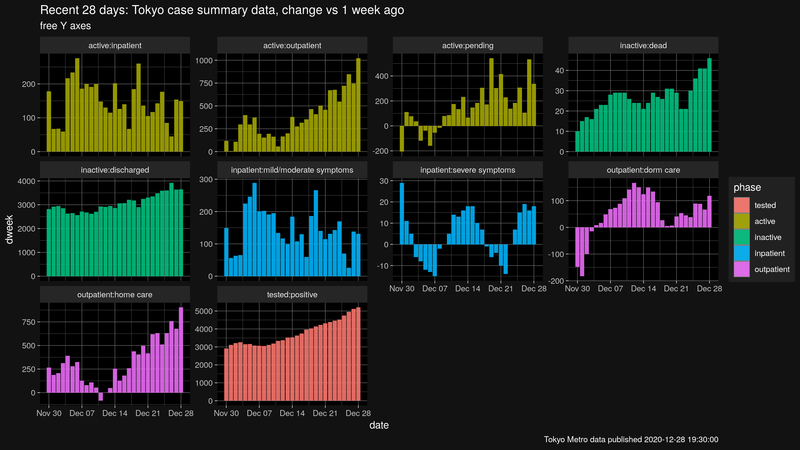 Recent 28 days: Tokyo case summary data, change vs 1 week ago
free Y axes
active:inpatient
active:outpatient
active:pending
inactive:dead
200
100
0
1000
750
500
250
0
400
200
0
-200
40
30
20
10
0
inactive:discharged
inpatient:mild/moderate symptoms
inpatient:severe symptoms
outpatient:dorm care
4000
3000
2000
1000
0
300
200
100
0
30
20
10
0
-10
100
0
-100
-200
Nov 30 Dec 07 Dec 14 Dec 21 Dec 28
Nov 30 Dec 07 Dec 14 Dec 21 Dec 28
outpatient:home care
tested:positive
750
500
250
0
5000
4000
3000
2000
1000
0
Nov 30 Dec 07 Dec 14 Dec 21 Dec 28
Nov 30 Dec 07 Dec 14 Dec 21 Dec 28
dweek
date
phase
tested
active
inactive
inpatient
outpatient
Tokyo Metro data published 2020-12-28 19:30:00